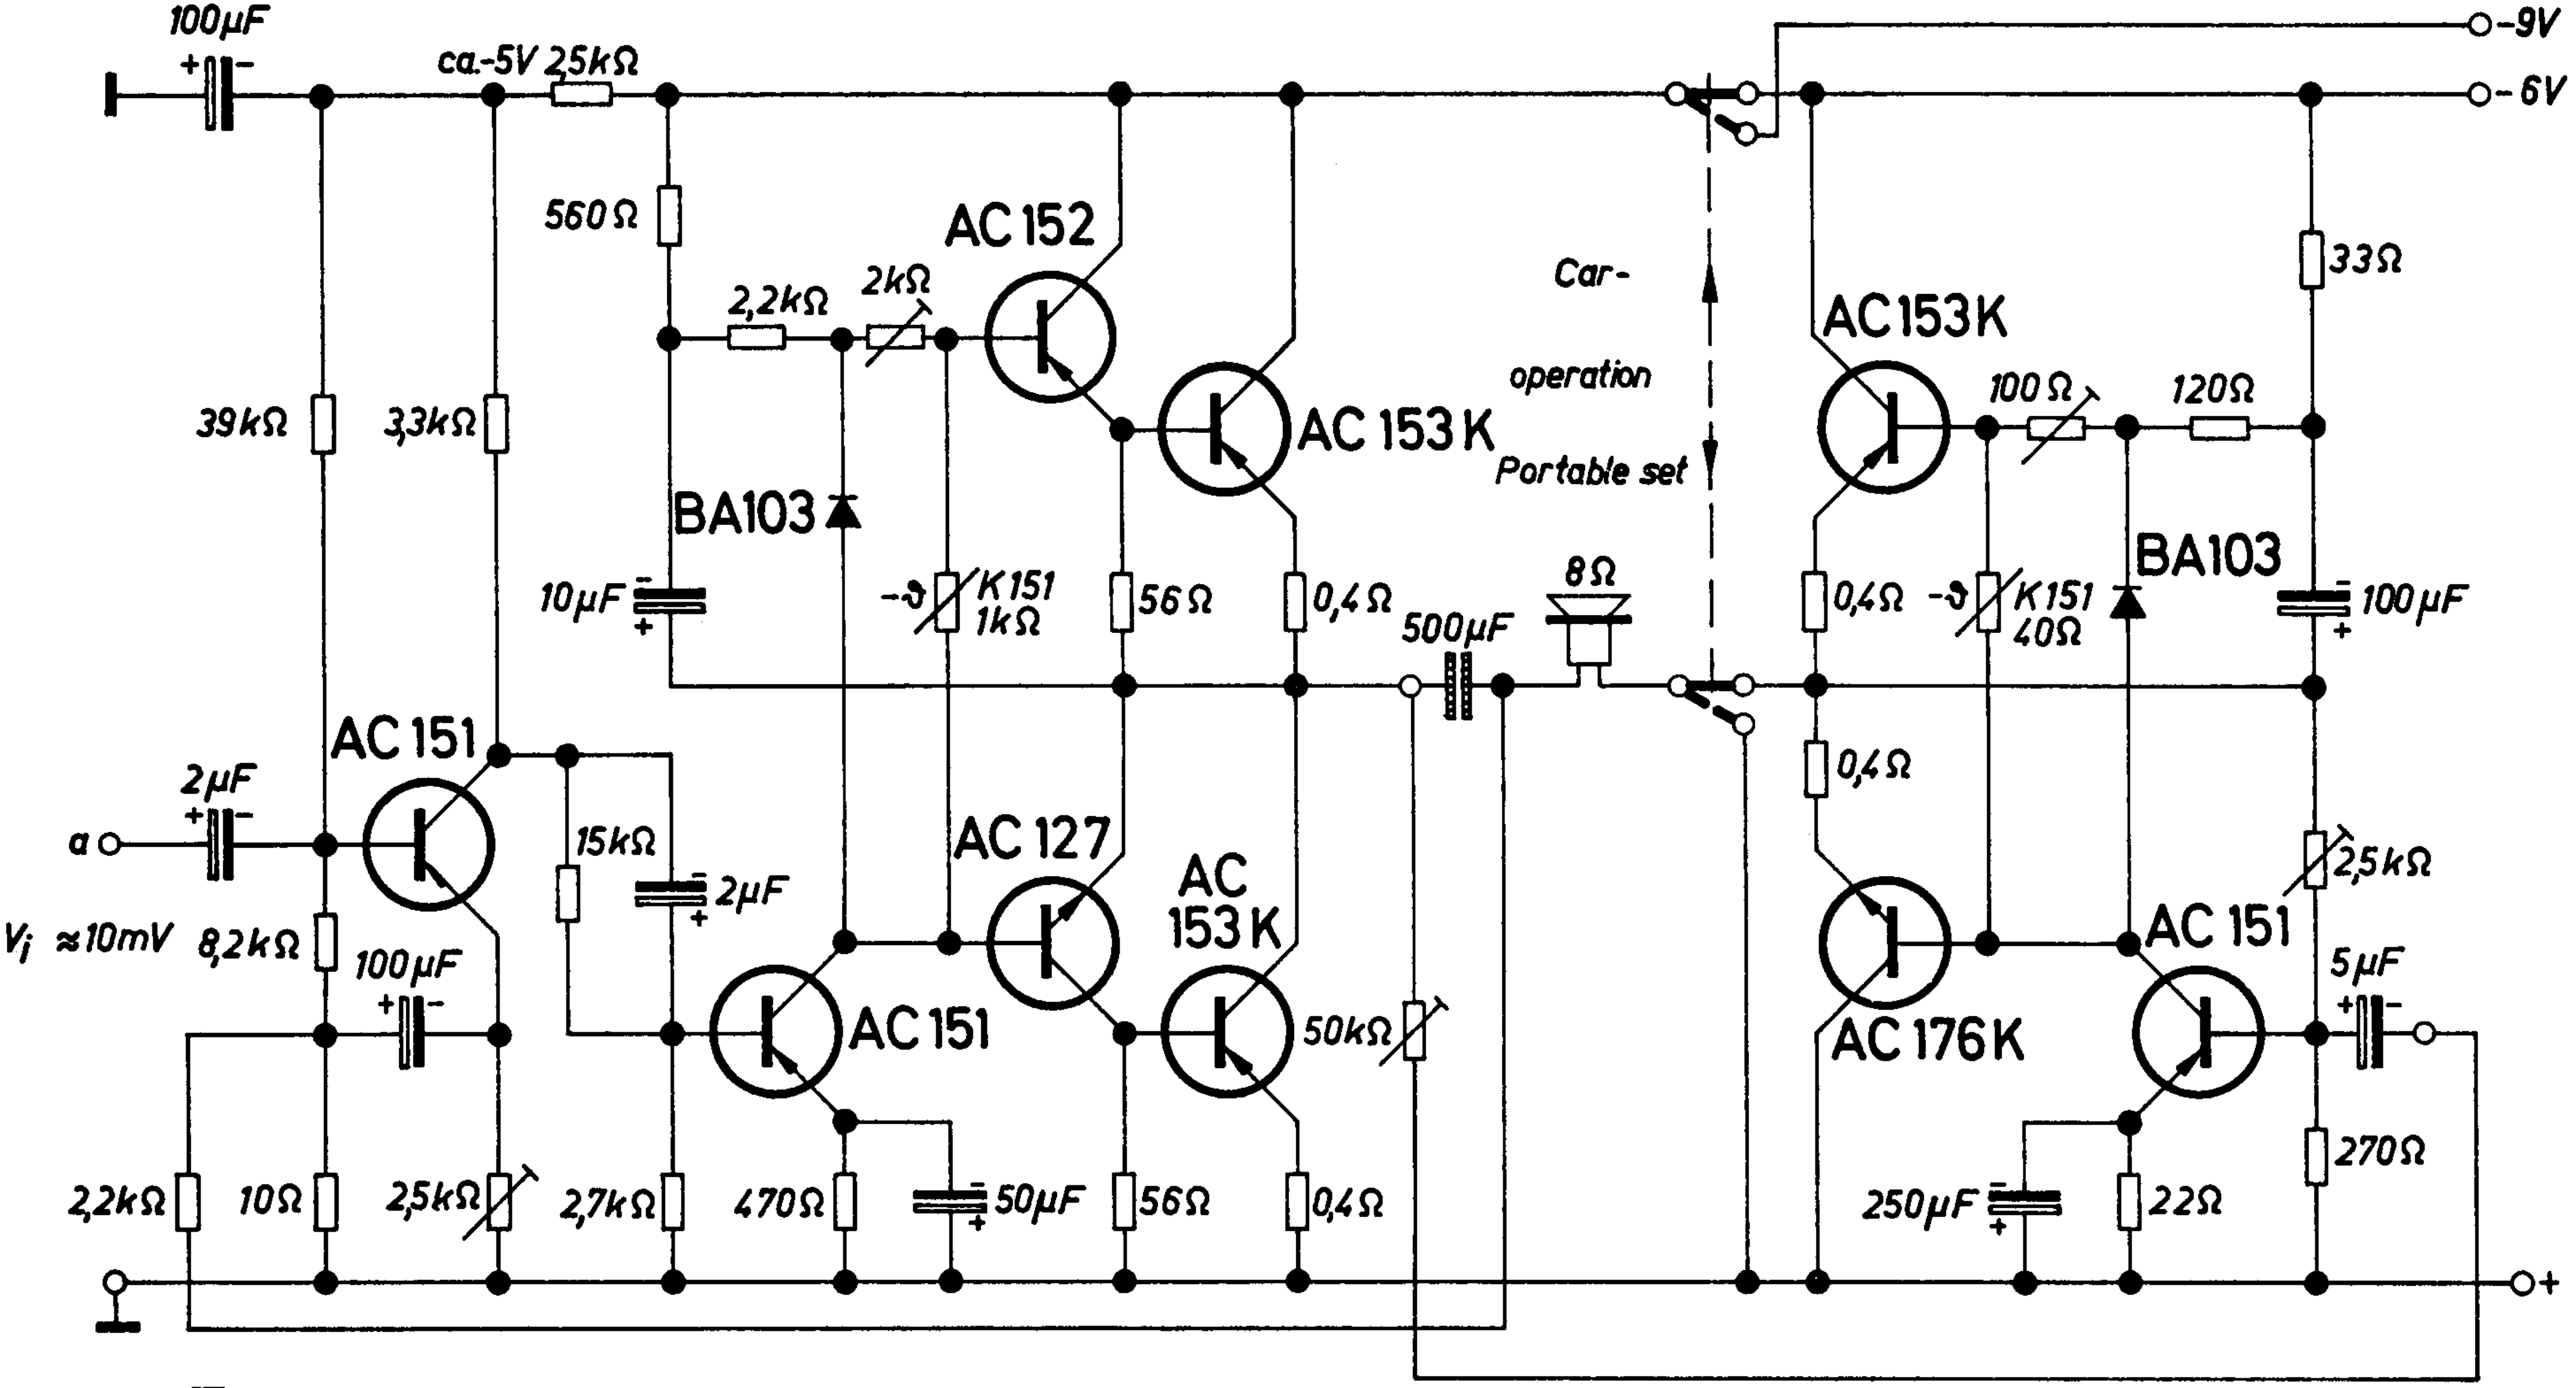 100µF
+ -
ca.-5V 2,5kΩ
-9V
-6V
560Ω
AC 152
2kΩ
2,2kΩ
Car-
33Ω
AC 153 K
operation
100Ω
120Ω
39kΩ
3,3kΩ
AC 153 K
Portable set
BA103
10µF
-
+
-ϑ
K151
1kΩ
56Ω
0,4Ω
8Ω
500µF
0,4Ω
-ϑ
K151
40Ω
BA103
-
100µF
+
AC 151
2µF
+ -
a
0,4Ω
15kΩ
-
2µF
+
AC 127
AC
153 K
2,5kΩ
Vi ≈10mV
8,2kΩ
100µF
+ -
AC 151
50kΩ
AC 176 K
AC 151
5µF
+ -
2,2kΩ
10Ω
2,5kΩ
2,7kΩ
470Ω
-
50µF
+
56Ω
0,4Ω
250µF
-
+
22Ω
270Ω
+